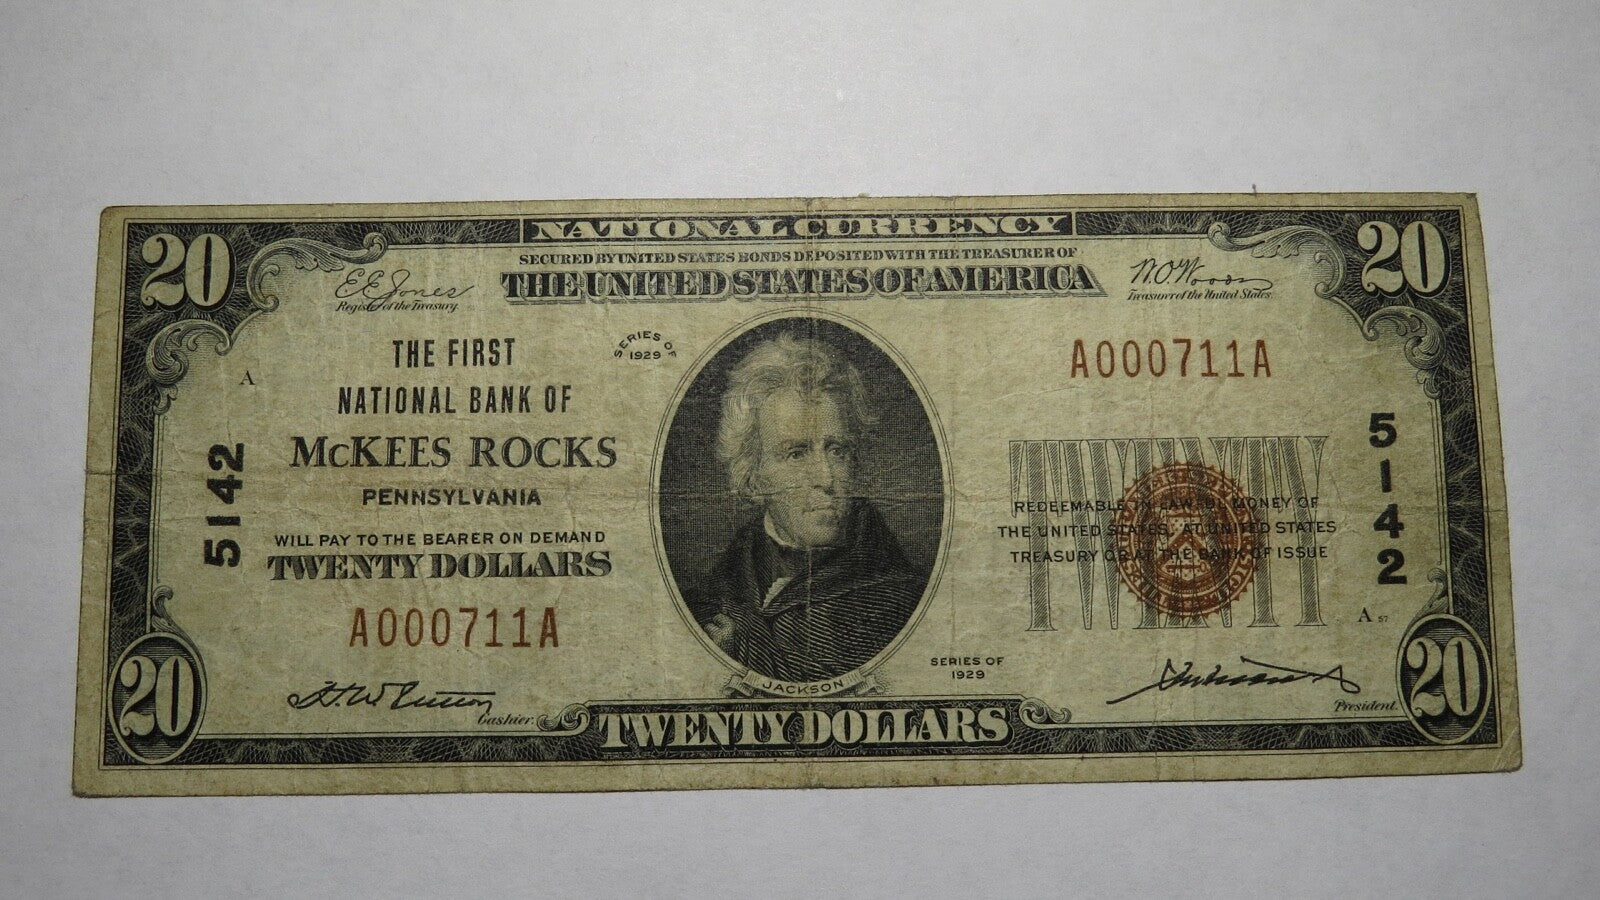 NATIONAL CURRENCY
SECURED BY UNITED STATES BONDS DEPOSITED WITH THE TREASURER OF
THE UNITED STATES OF AMERICA
20
20
E.E. Jones
Register of the Treasury.
W.O. Woods
Treasurer of the United States.
SERIES OF
1929
THE FIRST
NATIONAL BANK OF
McKEES ROCKS
PENNSYLVANIA
WILL PAY TO THE BEARER ON DEMAND
TWENTY DOLLARS
A
5142
A000711A
A000711A
5142
TWENTY
REDEEMABLE IN LAWFUL MONEY OF
THE UNITED STATES, AT UNITED STATES
TREASURY OR AT THE BANK OF ISSUE
A 57
JACKSON
SERIES OF
1929
Cashier.
President.
20
TWENTY DOLLARS
20